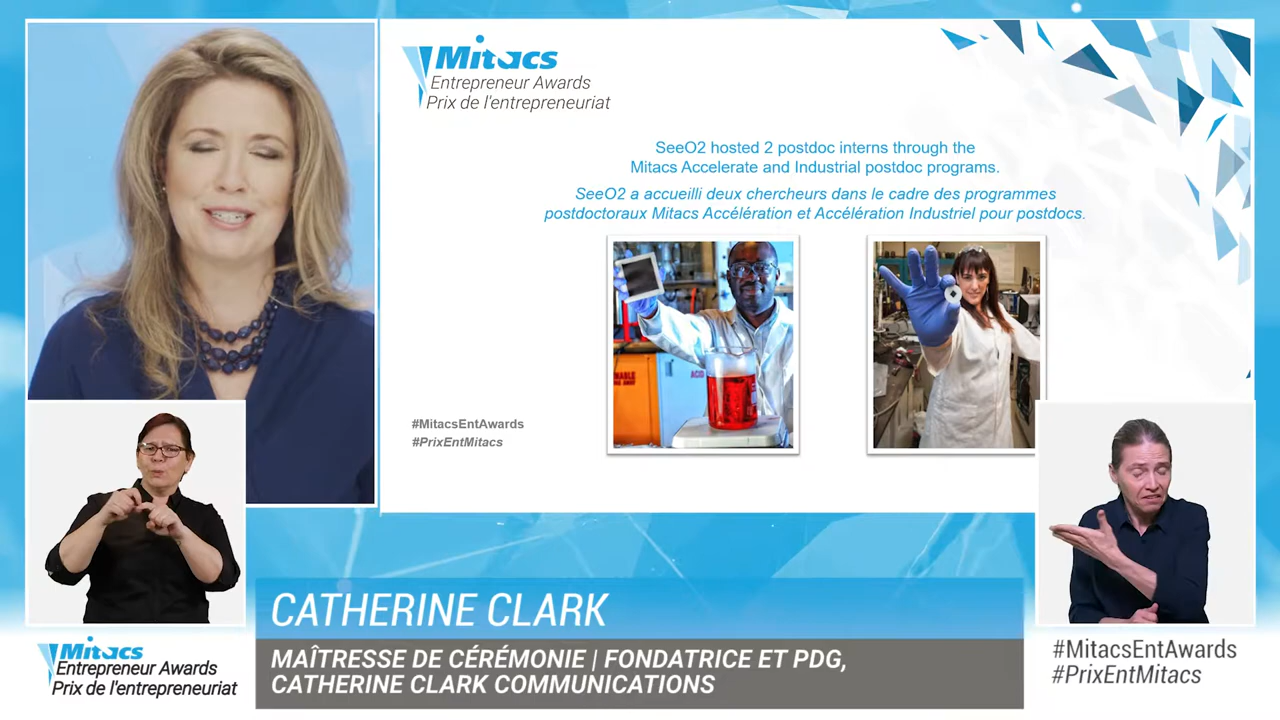 Mitacs
Entrepreneur Awards
Prix de l'entrepreneuriat
SeeO2 hosted 2 postdoc interns through the
Mitacs Accelerate and Industrial postdoc programs.
SeeO2 a accueilli deux chercheurs dans le cadre des programmes
postdoctoraux Mitacs Accélération et Accélération Industriel pour postdocs.
ACID
#MitacsEntAwards
#PrixEntMitacs
CATHERINE CLARK
MAÎTRESSE DE CÉRÉMONIE | FONDATRICE ET PDG,
CATHERINE CLARK COMMUNICATIONS
Mitacs
Entrepreneur Awards
Prix de l'entrepreneuriat
#MitacsEntAwards
#PrixEntMitacs